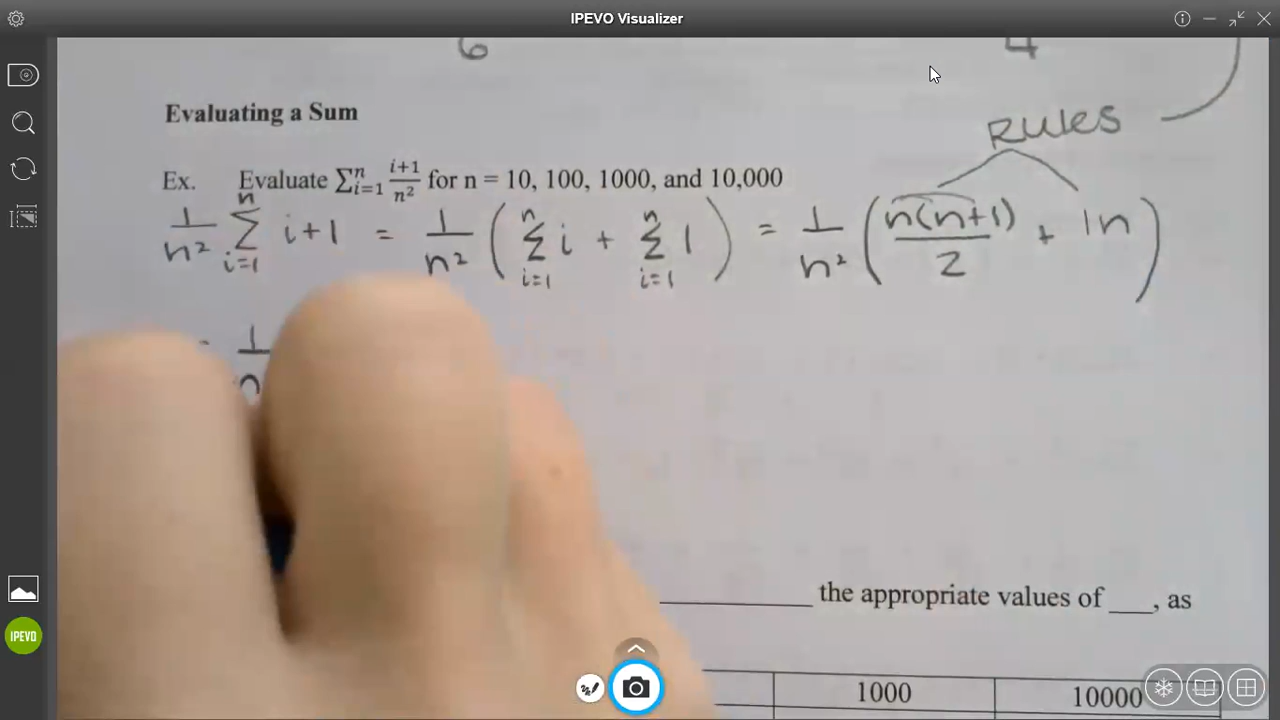 IPEVO Visualizer
6 4
Evaluating a Sum
RULES
Ex. Evaluate ∑ⁿᵢ₌₁ (i+1)/n² for n = 10, 100, 1000, and 10,000
1/n² ∑ⁿᵢ₌₁ i+1 = 1/n² ( ∑ⁿᵢ₌₁ i + ∑ⁿᵢ₌₁ 1 ) = 1/n² ( n(n+1)/2 + 1n )
1/n
the appropriate values of ___, as
1000 10000
IPEVO